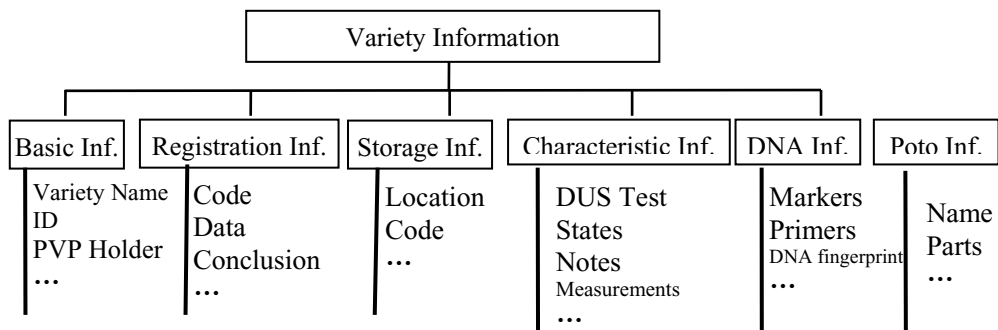 Variety Information
Basic Inf.
Registration Inf.
Storage Inf.
Characteristic Inf.
DNA Inf.
Poto Inf.
Variety Name
ID
PVP Holder
…
Code
Data
Conclusion
…
Location
Code
…
DUS Test
States
Notes
Measurements
…
Markers
Primers
DNA fingerprint
…
Name
Parts
…